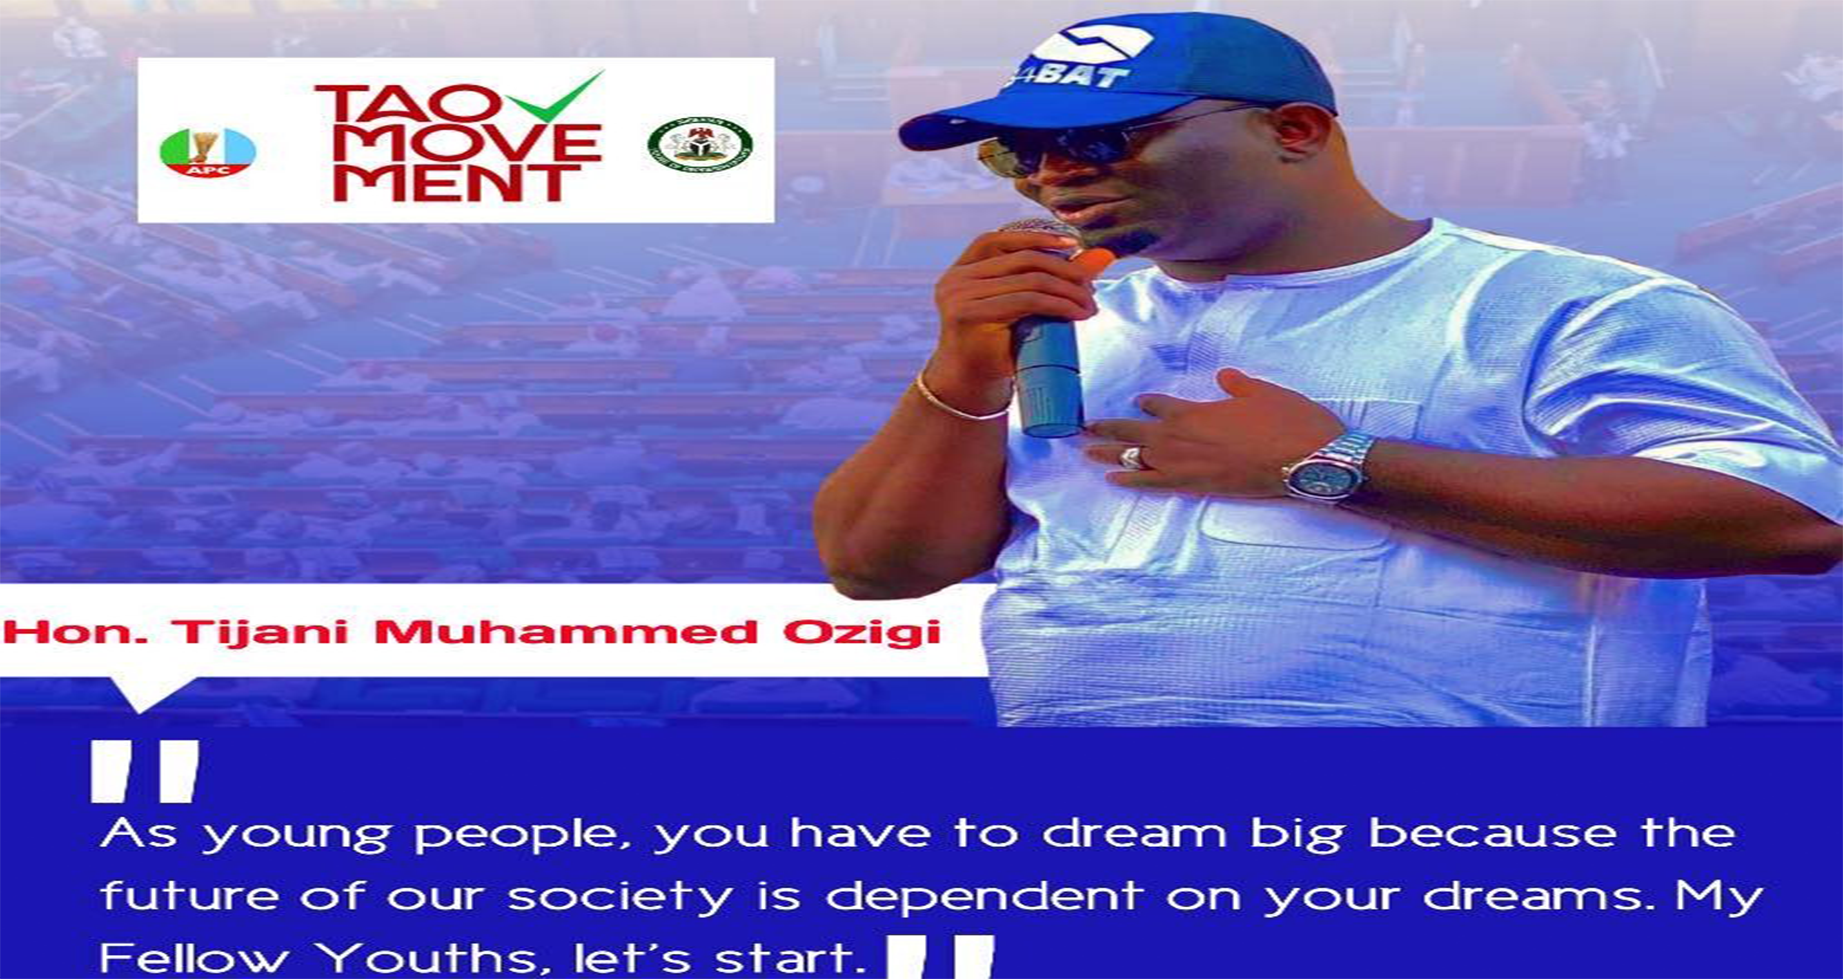 34BAT
TAO
MOVE
MENT
APC
Hon. Tijani Muhammed Ozigi
"
As young people, you have to dream big because the
future of our society is dependent on your dreams. My
Fellow Youths, let's start. "